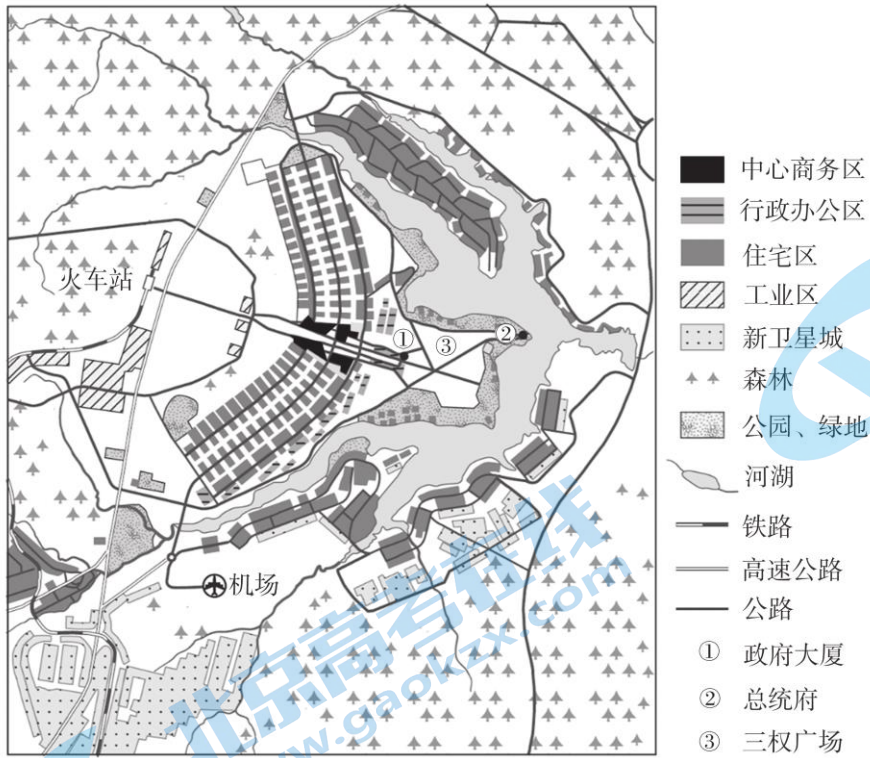 火车站
①
③
②
机场
中心商务区
行政办公区
住宅区
工业区
新卫星城
森林
公园、绿地
河湖
铁路
高速公路
公路
① 政府大厦
② 总统府
③ 三权广场
北京高考在线
www.gaokzx.com